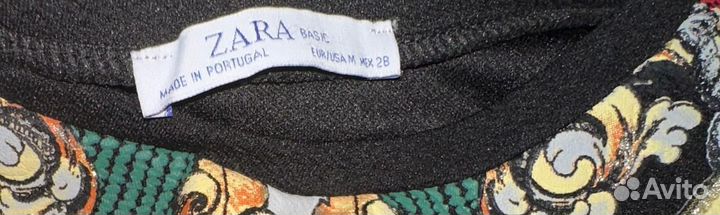 ZARA BASIC
EUR/USA M MEX 28
MADE IN PORTUGAL
Avito